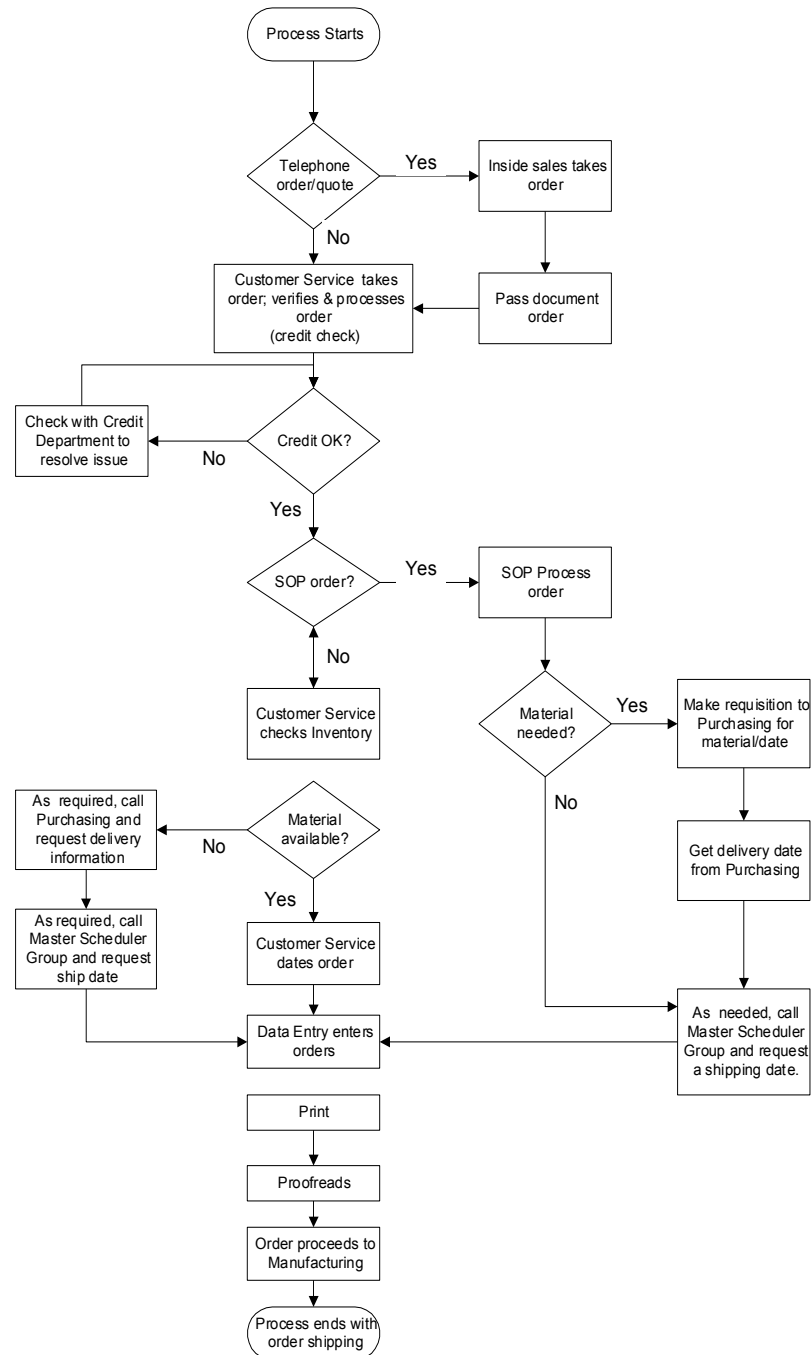 Process Starts
Telephone
order/quote
Yes
Inside sales takes
order
No
Customer Service takes
order; verifies & processes
order
(credit check)
Pass document
order
Check with Credit
Department to
resolve issue
No
Credit OK?
Yes
SOP order?
Yes
SOP Process
order
No
Customer Service
checks Inventory
Material
needed?
Yes
Make requisition to
Purchasing for
material/date
No
As required, call
Purchasing and
request delivery
information
No
Material
available?
Get delivery date
from Purchasing
Yes
As required, call
Master Scheduler
Group and request
ship date
Customer Service
dates order
Data Entry enters
orders
As needed, call
Master Scheduler
Group and request
a shipping date.
Print
Proofreads
Order proceeds to
Manufacturing
Process ends with
order shipping